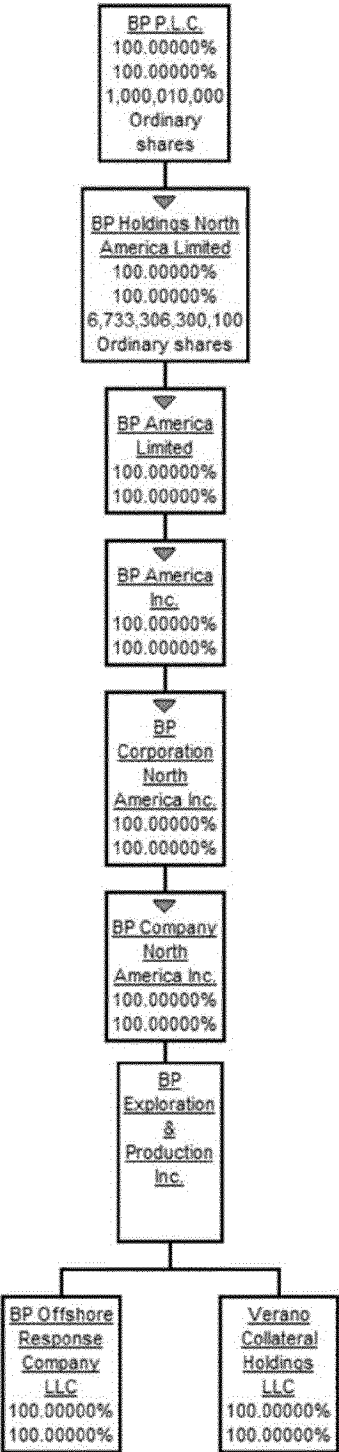 BP P.L.C.
100.00000%
100.00000%
1,000,010,000
Ordinary
shares
BP Holdings North
America Limited
100.00000%
100.00000%
6,733,306,300,100
Ordinary shares
BP America
Limited
100.00000%
100.00000%
BP America
Inc.
100.00000%
100.00000%
BP
Corporation
North
America Inc.
100.00000%
100.00000%
BP Company
North
America Inc.
100.00000%
100.00000%
BP
Exploration
&
Production
Inc.
BP Offshore
Response
Company
LLC
100.00000%
100.00000%
Verano
Collateral
Holdings
LLC
100.00000%
100.00000%